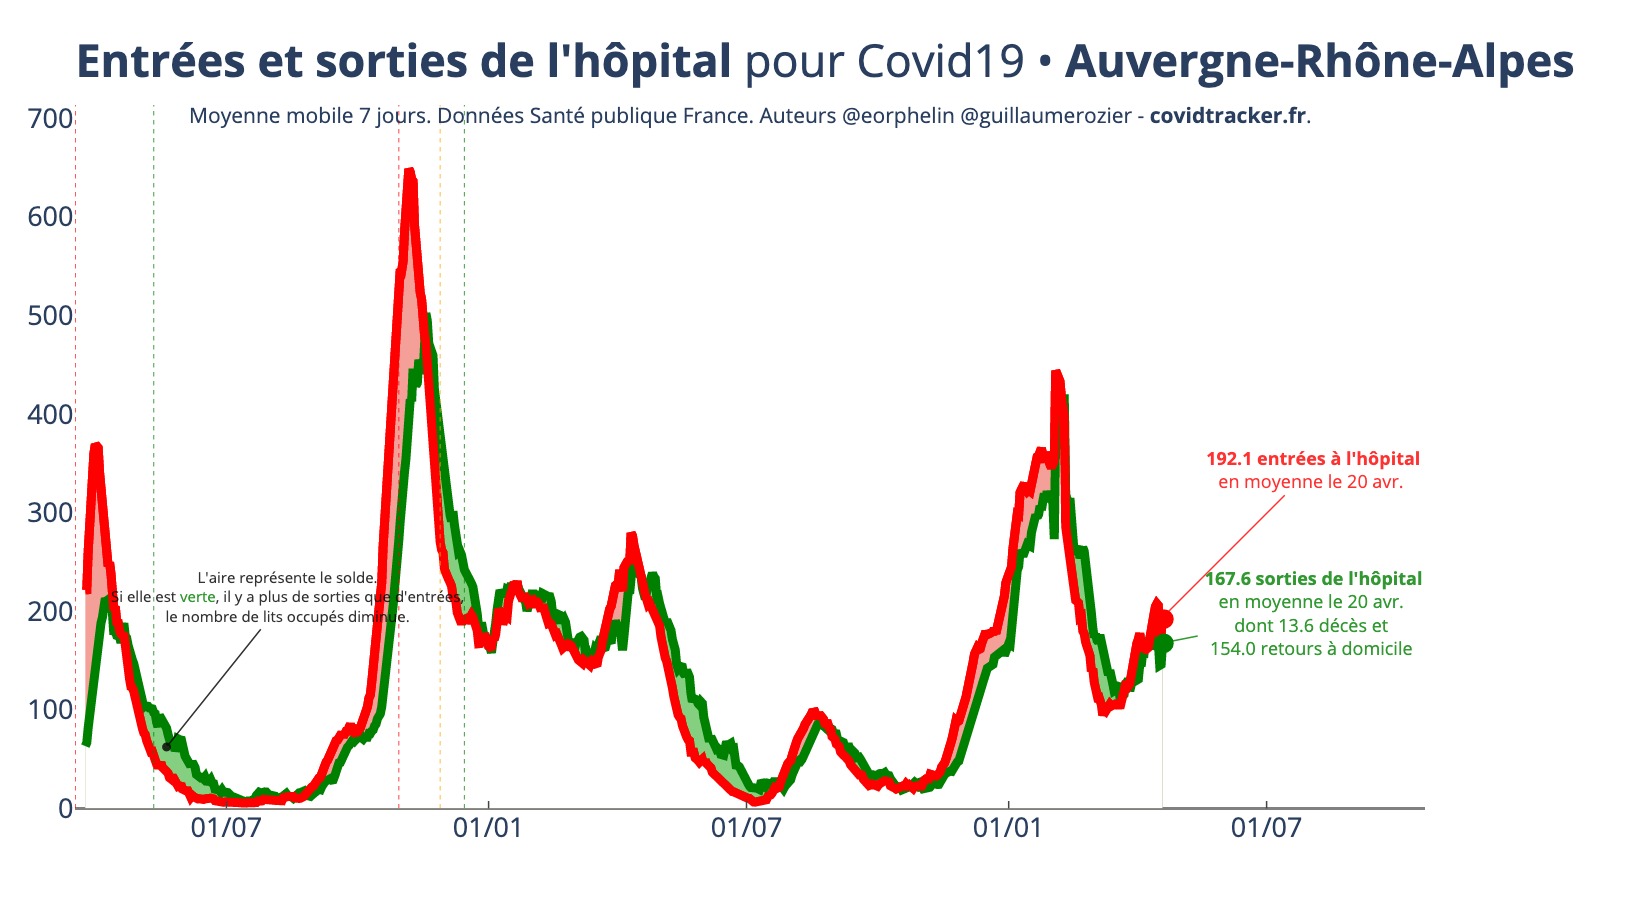 Entrées et sorties de l'hôpital pour Covid19 • Auvergne-Rhône-Alpes
Moyenne mobile 7 jours. Données Santé publique France. Auteurs @eorphelin @guillaumerozier - covidtracker.fr.
700
600
500
400
300
200
100
0
192.1 entrées à l'hôpital
en moyenne le 20 avr.
167.6 sorties de l'hôpital
en moyenne le 20 avr.
dont 13.6 décès et
154.0 retours à domicile
L'aire représente le solde.
Si elle est verte, il y a plus de sorties que d'entrées,
le nombre de lits occupés diminue.
01/07
01/01
01/07
01/01
01/07